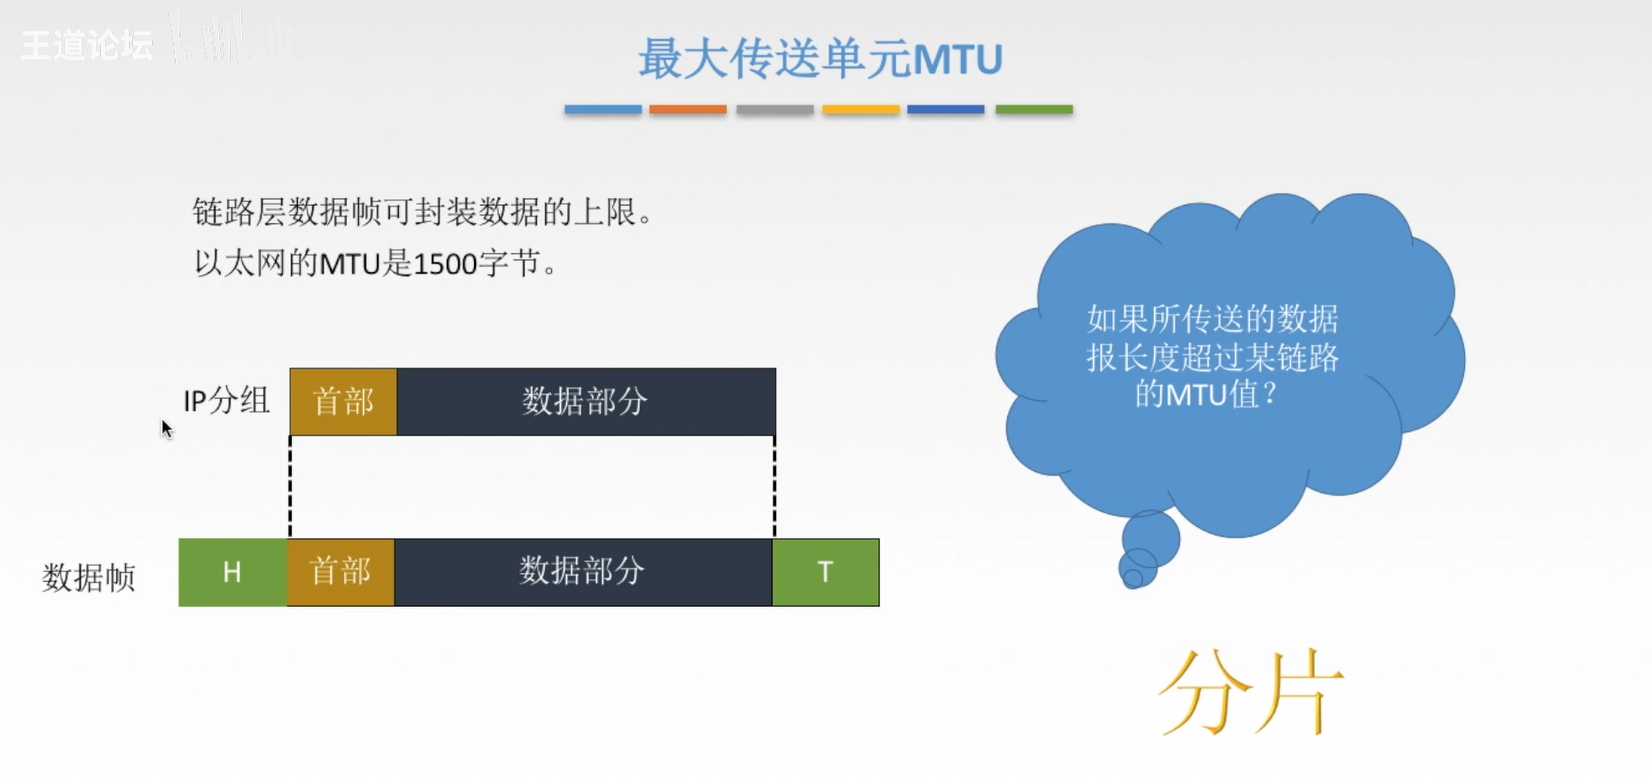 王道论坛
最大传送单元MTU
链路层数据帧可封装数据的上限。
以太网的MTU是1500字节。
如果所传送的数据
报长度超过某链路
的MTU值？
IP分组
首部
数据部分
数据帧
H
首部
数据部分
T
分片